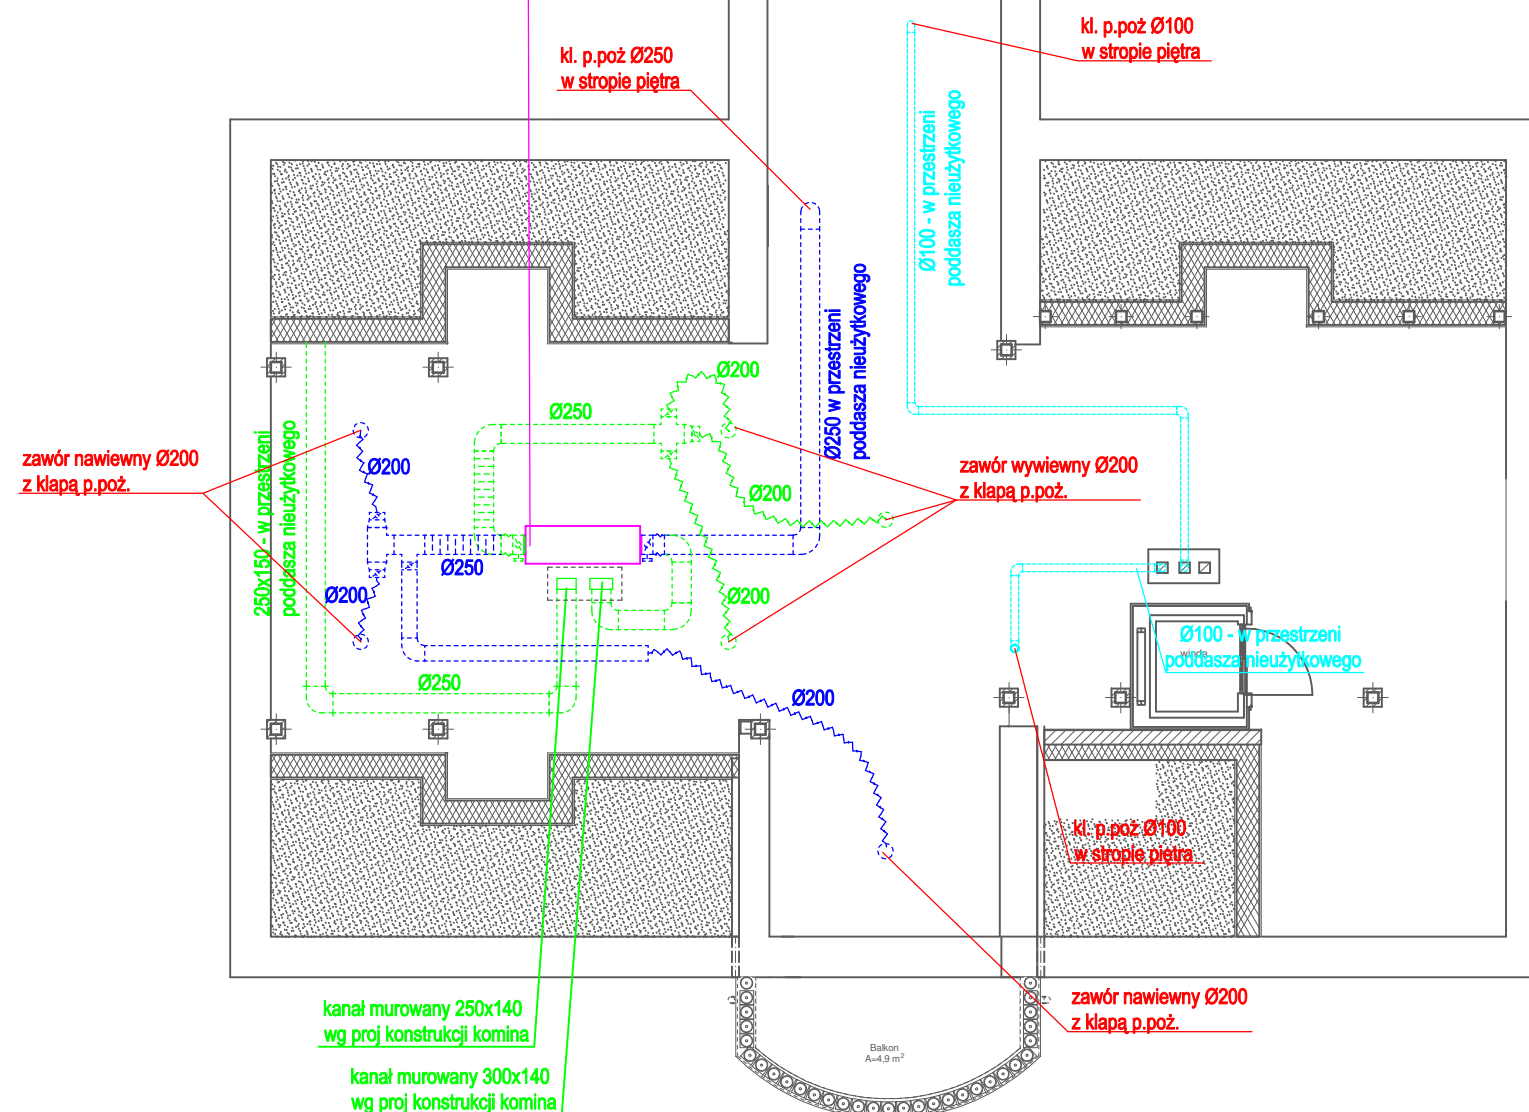 kl. p.poż Ø250
w stropie piętra
kl. p.poż Ø100
w stropie piętra
Ø100 - w przestrzeni
poddasza nieużytkowego
Ø250 w przestrzeni
poddasza nieużytkowego
Ø200
Ø250
zawór nawiewny Ø200
z klapą p.poż.
Ø200
zawór wywiewny Ø200
z klapą p.poż.
Ø200
250x150 - w przestrzeni
poddasza nieużytkowego
Ø250
Ø200
Ø200
Ø100 - w przestrzeni
poddasza nieużytkowego
winda
Ø250
Ø200
kl. p.poż Ø100
w stropie piętra
zawór nawiewny Ø200
z klapą p.poż.
kanał murowany 250x140
wg proj konstrukcji komina
Balkon
A=4,9 m²
kanał murowany 300x140
wg proj konstrukcji komina